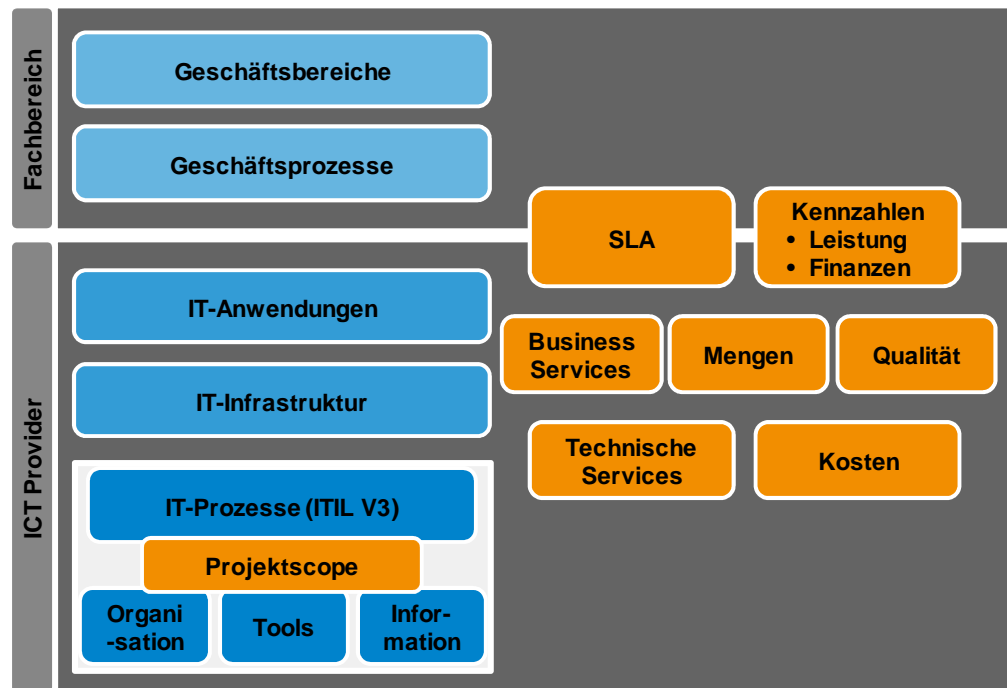 Fachbereich
Geschäftsbereiche
Geschäftsprozesse
SLA
Kennzahlen
• Leistung
• Finanzen
ICT Provider
IT-Anwendungen
Business
Services
Mengen
Qualität
IT-Infrastruktur
Technische
Services
Kosten
IT-Prozesse (ITIL V3)
Projektscope
Organi
-sation
Tools
Infor-
mation